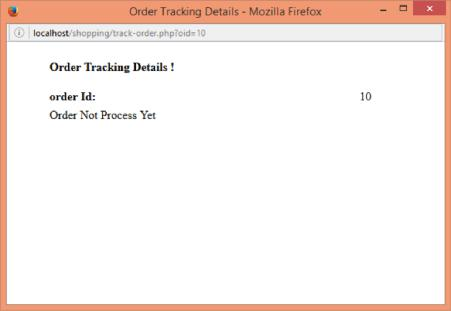 Order Tracking Details - Mozilla Firefox
localhost/shopping/track-order.php?oid=10
Order Tracking Details !
order Id: 10
Order Not Process Yet